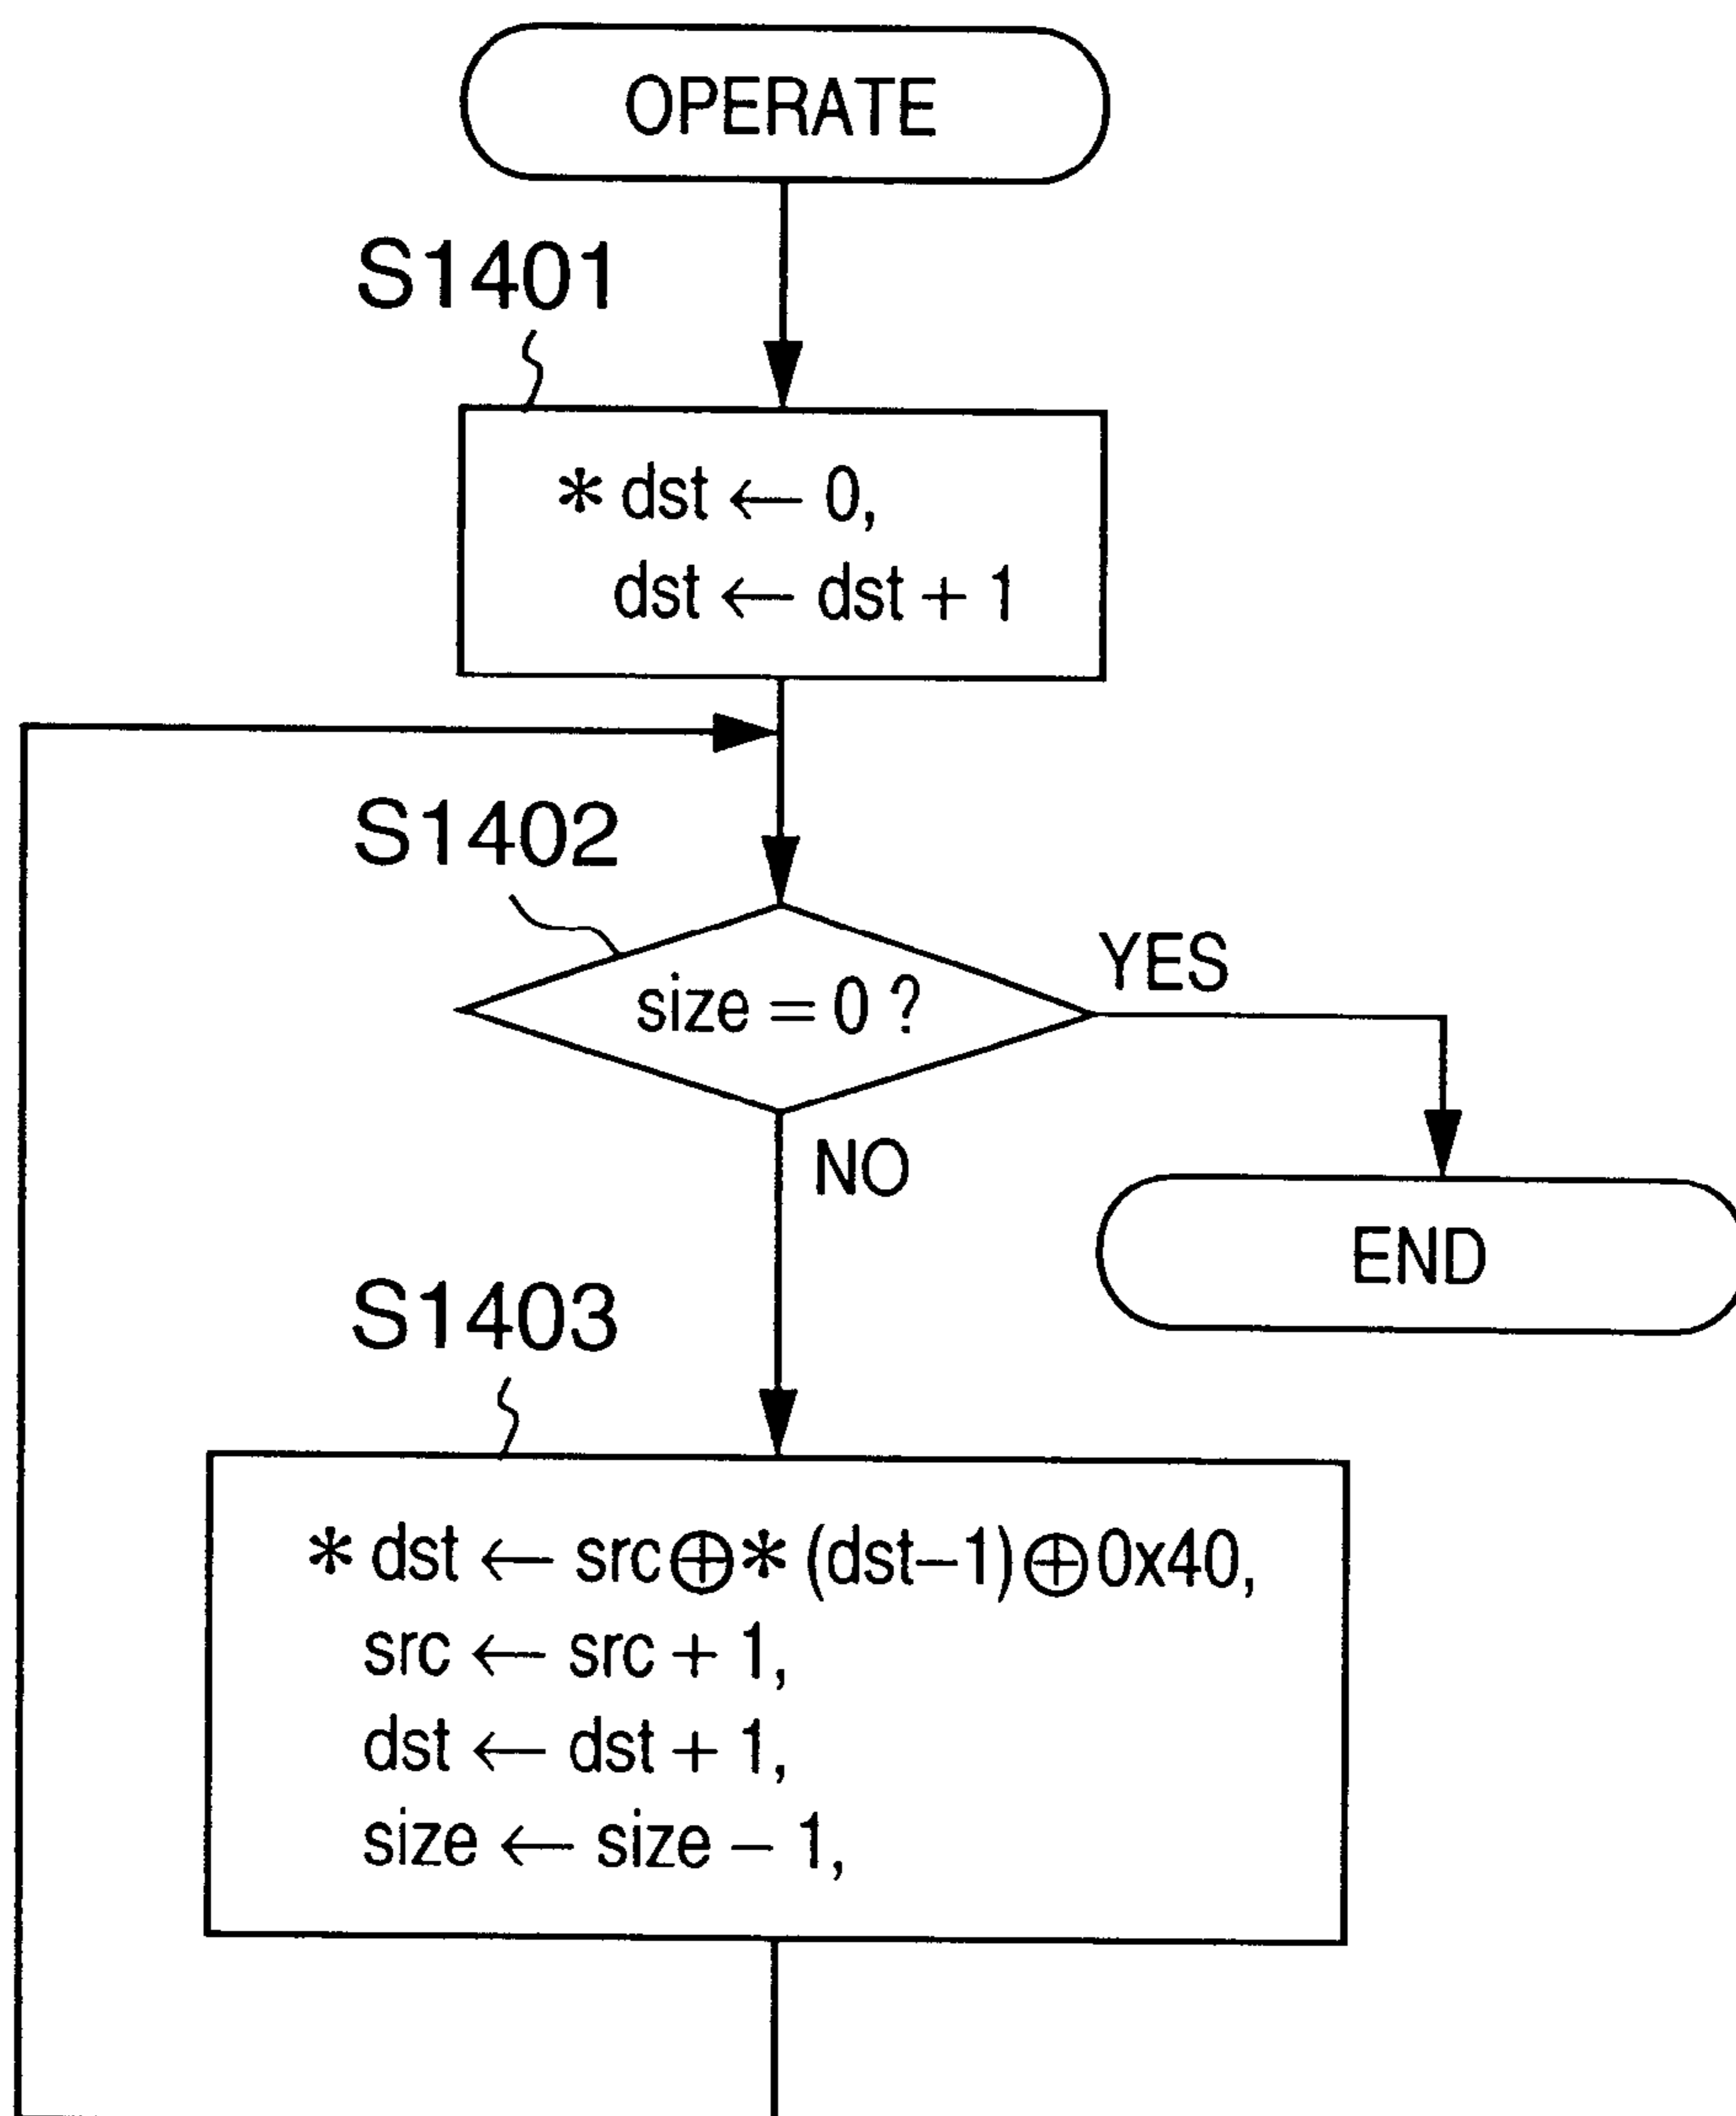 OPERATE
S1401
* dst ← 0,
dst ← dst + 1
S1402
size = 0 ?
YES
NO
END
S1403
* dst ← src⊕* (dst–1)⊕0x40,
src ← src + 1,
dst ← dst + 1,
size ← size – 1,